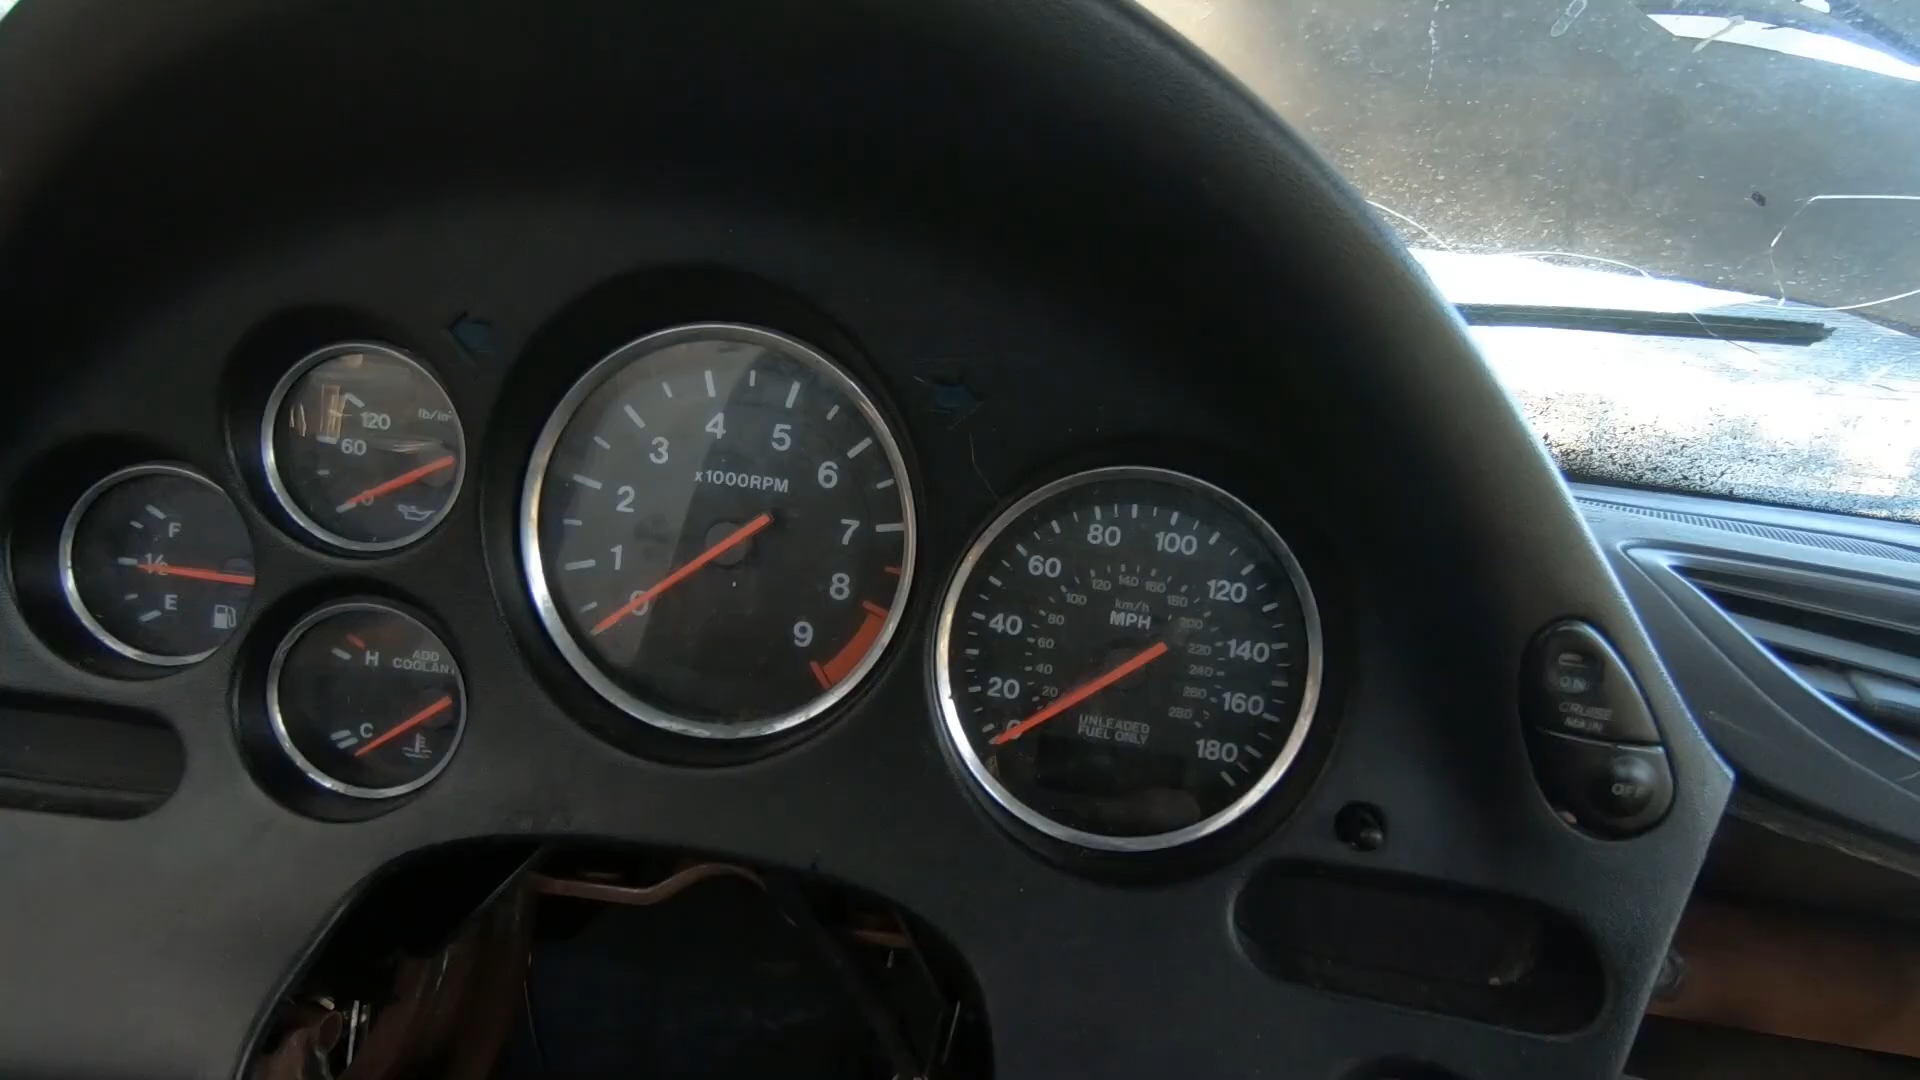 120
lb/in²
60
0
F
1/2
E
H
ADD
COOLANT
C
4
5
3
6
x1000RPM
2
7
1
8
0
9
80
100
60
120
120
140
160
100
180
km/h
80
200
MPH
40
60
220
140
40
240
20
20
260
160
280
0
UNLEADED
FUEL ONLY
180
ON
CRUISE
MAIN
OFF